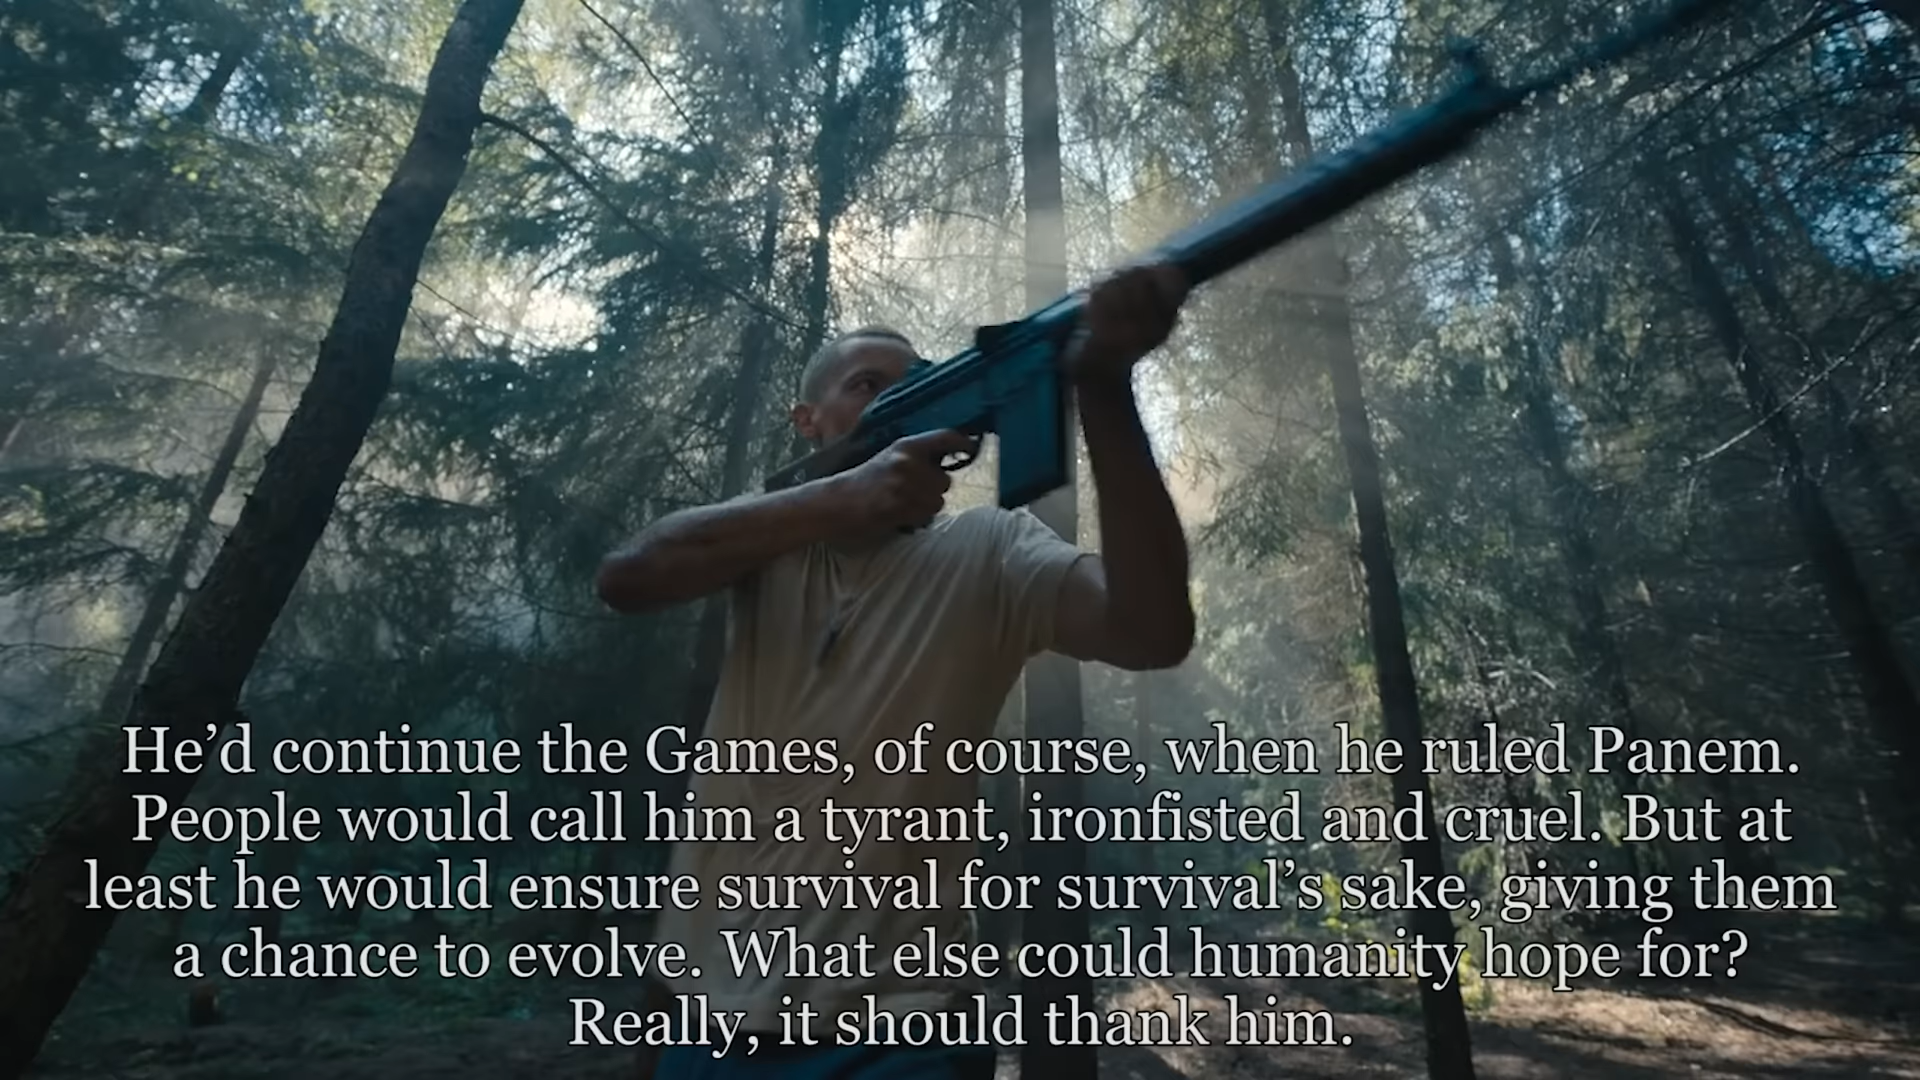 He’d continue the Games, of course, when he ruled Panem.
People would call him a tyrant, ironfisted and cruel. But at
least he would ensure survival for survival’s sake, giving them
a chance to evolve. What else could humanity hope for?
Really, it should thank him.